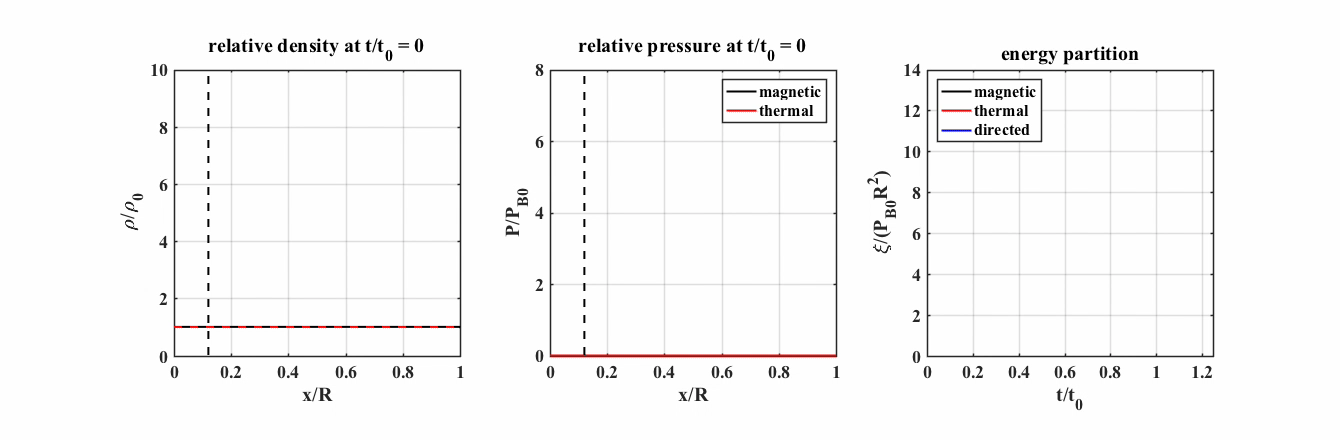 relative density at t/t₀ = 0
10
8
6
4
2
0
ρ/ρ₀
0 0.2 0.4 0.6 0.8 1
x/R
relative pressure at t/t₀ = 0
magnetic
thermal
8
6
4
2
0
P/P_B0
0 0.2 0.4 0.6 0.8 1
x/R
energy partition
magnetic
thermal
directed
14
12
10
8
6
4
2
0
ξ/(P_B0R²)
0 0.2 0.4 0.6 0.8 1 1.2
t/t₀